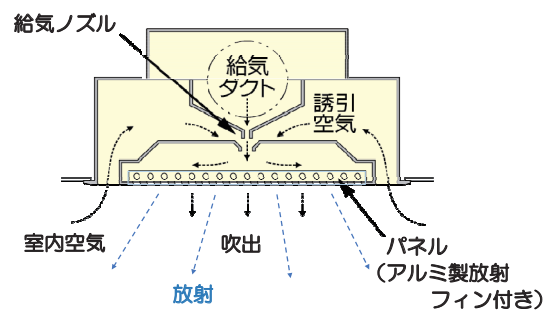 給気ノズル
給気
ダクト
誘引
空気
室内空気
吹出
パネル
（アルミ製放射
フィン付き）
放射